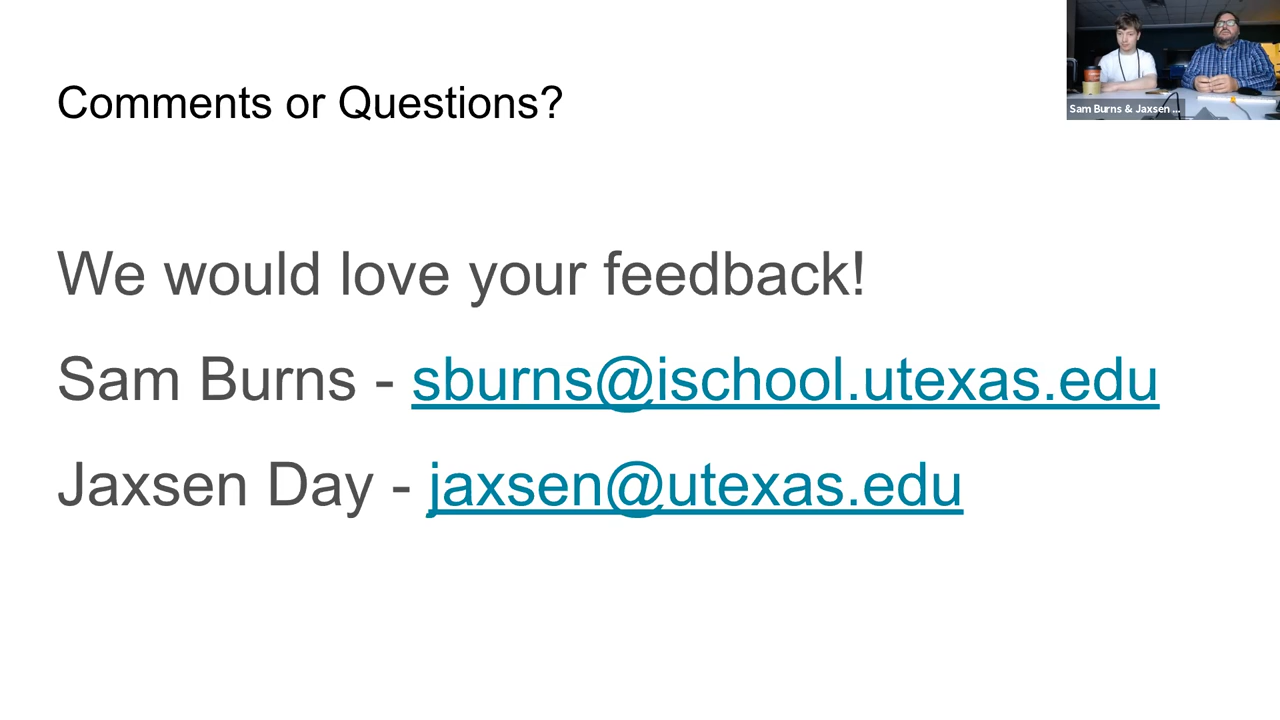 Comments or Questions?
Sam Burns & Jaxsen ...
We would love your feedback!
Sam Burns - sburns@ischool.utexas.edu
Jaxsen Day - jaxsen@utexas.edu